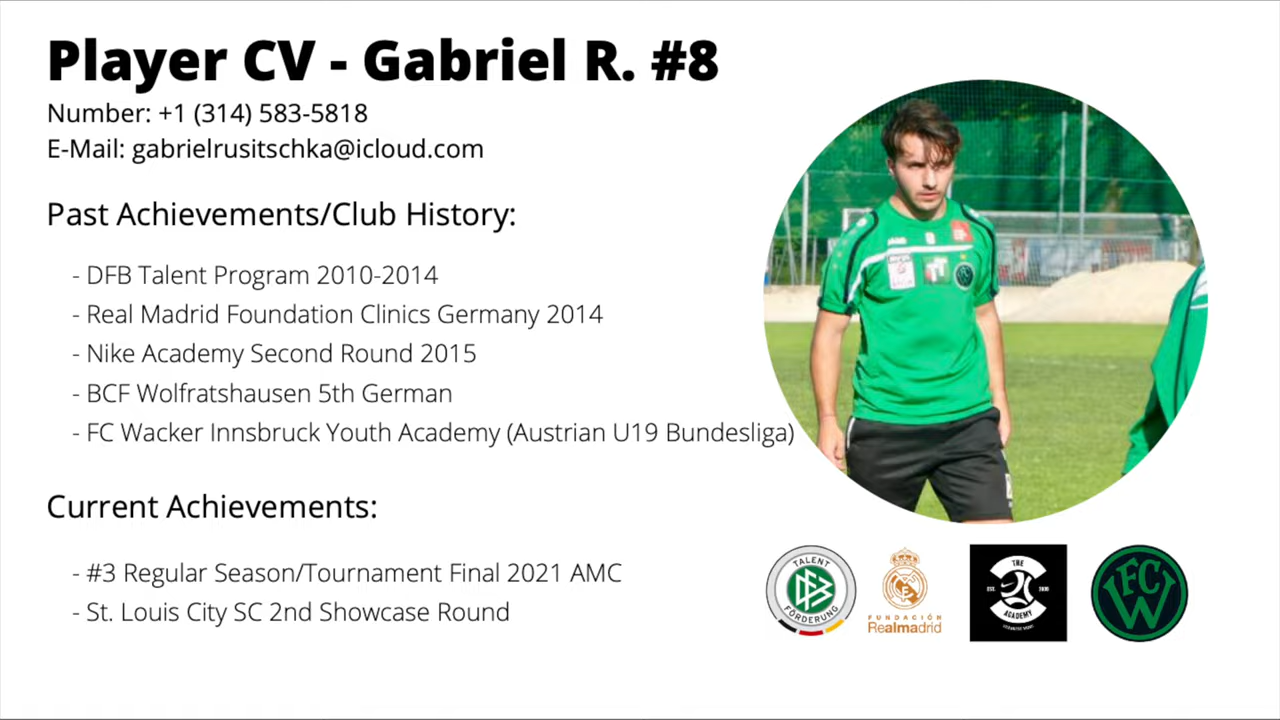 Player CV - Gabriel R. #8
Number: +1 (314) 583-5818
E-Mail: gabrielrusitschka@icloud.com
Past Achievements/Club History:
- DFB Talent Program 2010-2014
- Real Madrid Foundation Clinics Germany 2014
- Nike Academy Second Round 2015
- BCF Wolfratshausen 5th German
- FC Wacker Innsbruck Youth Academy (Austrian U19 Bundesliga)
Current Achievements:
- #3 Regular Season/Tournament Final 2021 AMC
- St. Louis City SC 2nd Showcase Round
TALENT
DFB
FÖRDERUNG
FUNDACIÓN
Realmadrid
THE
EST.
ACADEMY
FCW